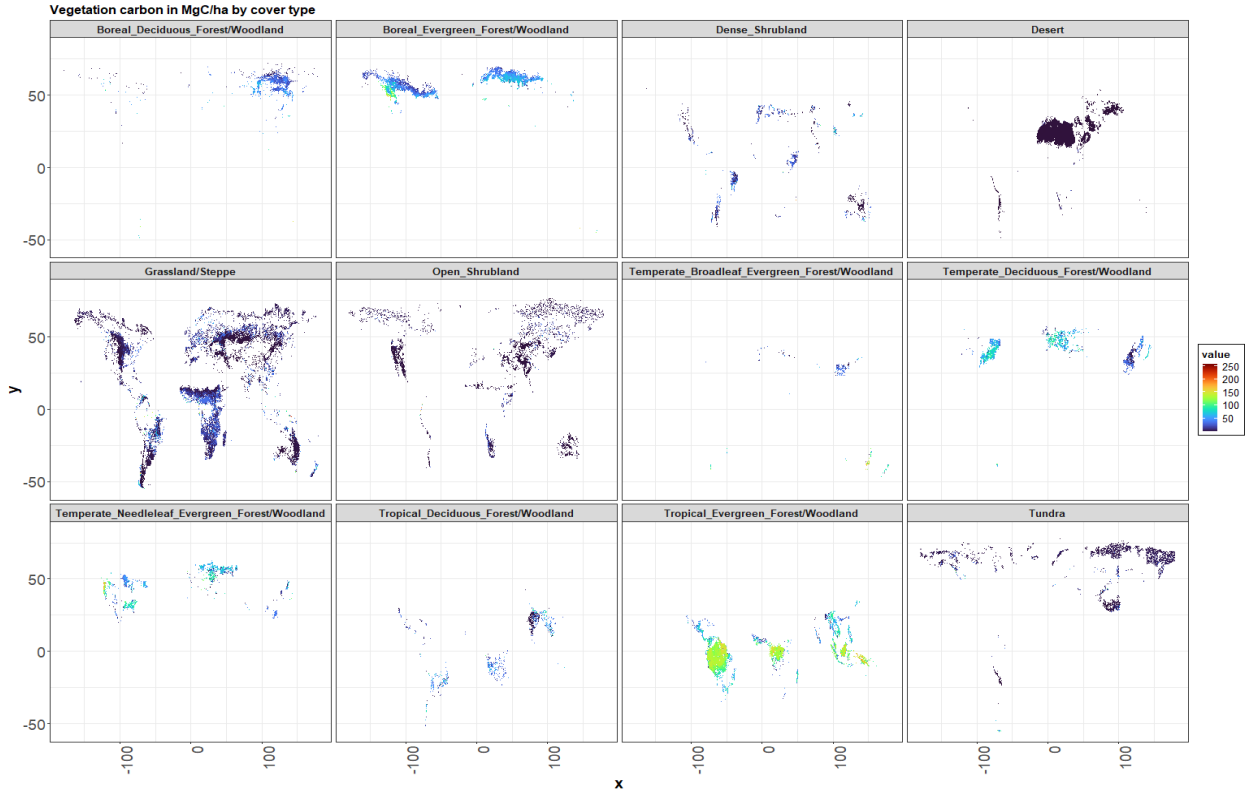 Vegetation carbon in MgC/ha by cover type
Boreal_Deciduous_Forest/Woodland
Boreal_Evergreen_Forest/Woodland
Dense_Shrubland
Desert
50
0
-50
Grassland/Steppe
Open_Shrubland
Temperate_Broadleaf_Evergreen_Forest/Woodland
Temperate_Deciduous_Forest/Woodland
50
0
-50
y
value
250
200
150
100
50
Temperate_Needleleaf_Evergreen_Forest/Woodland
Tropical_Deciduous_Forest/Woodland
Tropical_Evergreen_Forest/Woodland
Tundra
50
0
-50
-100
0
100
-100
0
100
-100
0
100
-100
0
100
x